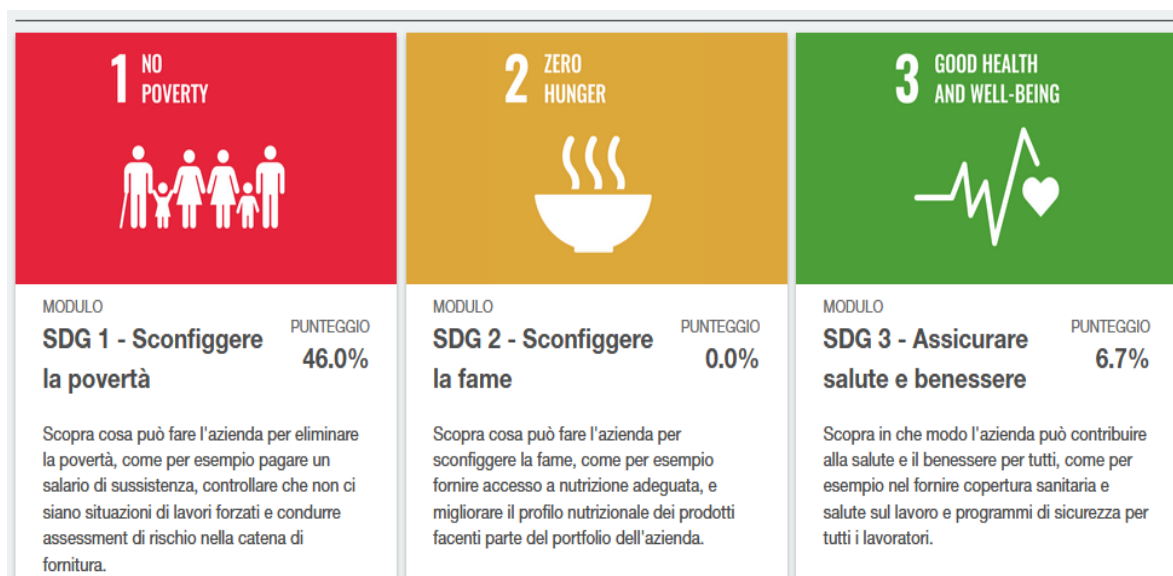 1 NO
POVERTY
MODULO
SDG 1 - Sconfiggere
la povertà
PUNTEGGIO
46.0%
Scopra cosa può fare l'azienda per eliminare
la povertà, come per esempio pagare un
salario di sussistenza, controllare che non ci
siano situazioni di lavori forzati e condurre
assessment di rischio nella catena di
fornitura.
2 ZERO
HUNGER
MODULO
SDG 2 - Sconfiggere
la fame
PUNTEGGIO
0.0%
Scopra cosa può fare l'azienda per
sconfiggere la fame, come per esempio
fornire accesso a nutrizione adeguata, e
migliorare il profilo nutrizionale dei prodotti
facenti parte del portfolio dell'azienda.
3 GOOD HEALTH
AND WELL-BEING
MODULO
SDG 3 - Assicurare
salute e benessere
PUNTEGGIO
6.7%
Scopra in che modo l'azienda può contribuire
alla salute e il benessere per tutti, come per
esempio nel fornire copertura sanitaria e
salute sul lavoro e programmi di sicurezza per
tutti i lavoratori.